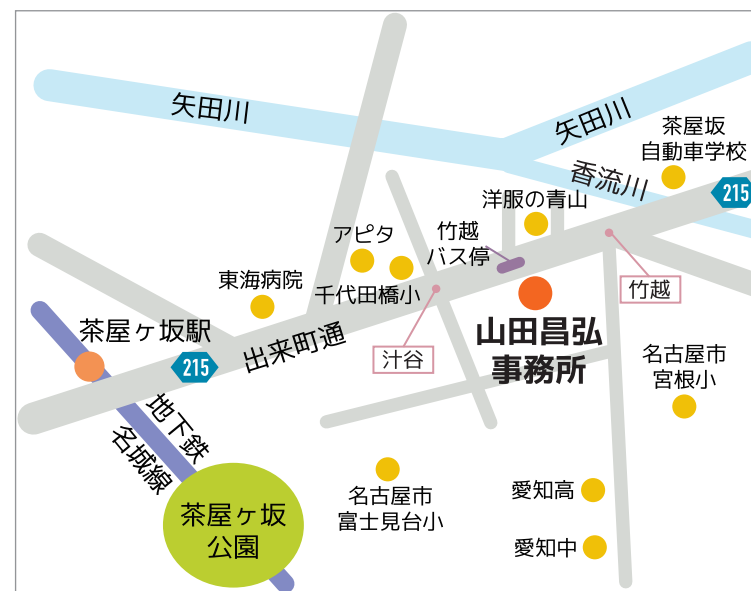 矢田川
矢田川
茶屋坂
自動車学校
香流川
215
洋服の青山
竹越
バス停
アピタ
千代田橋小
東海病院
竹越
茶屋ヶ坂駅
215
出来町通
汁谷
山田昌弘
事務所
名古屋市
宮根小
地下鉄
名城線
茶屋ヶ坂
公園
名古屋市
富士見台小
愛知高
愛知中